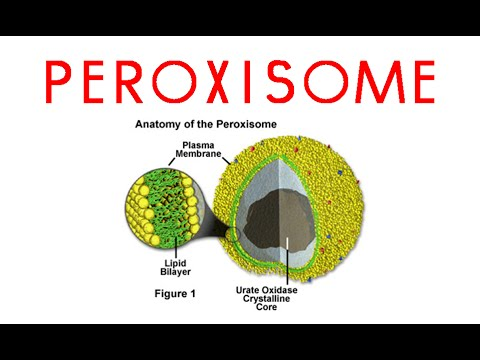 PEROXISOME
Anatomy of the Peroxisome
Plasma
Membrane
Lipid
Bilayer
Figure 1
Urate Oxidase
Crystalline
Core